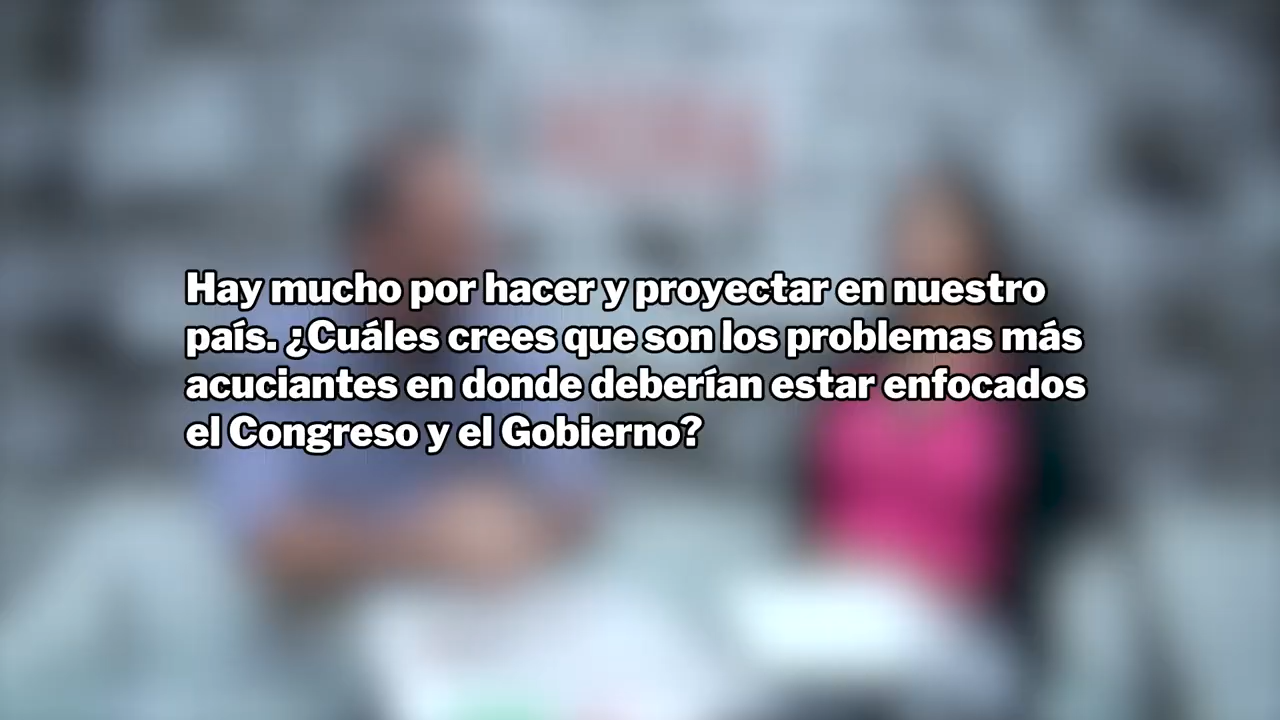 Hay mucho por hacer y proyectar en nuestro
país. ¿Cuáles crees que son los problemas más
acuciantes en donde deberían estar enfocados
el Congreso y el Gobierno?